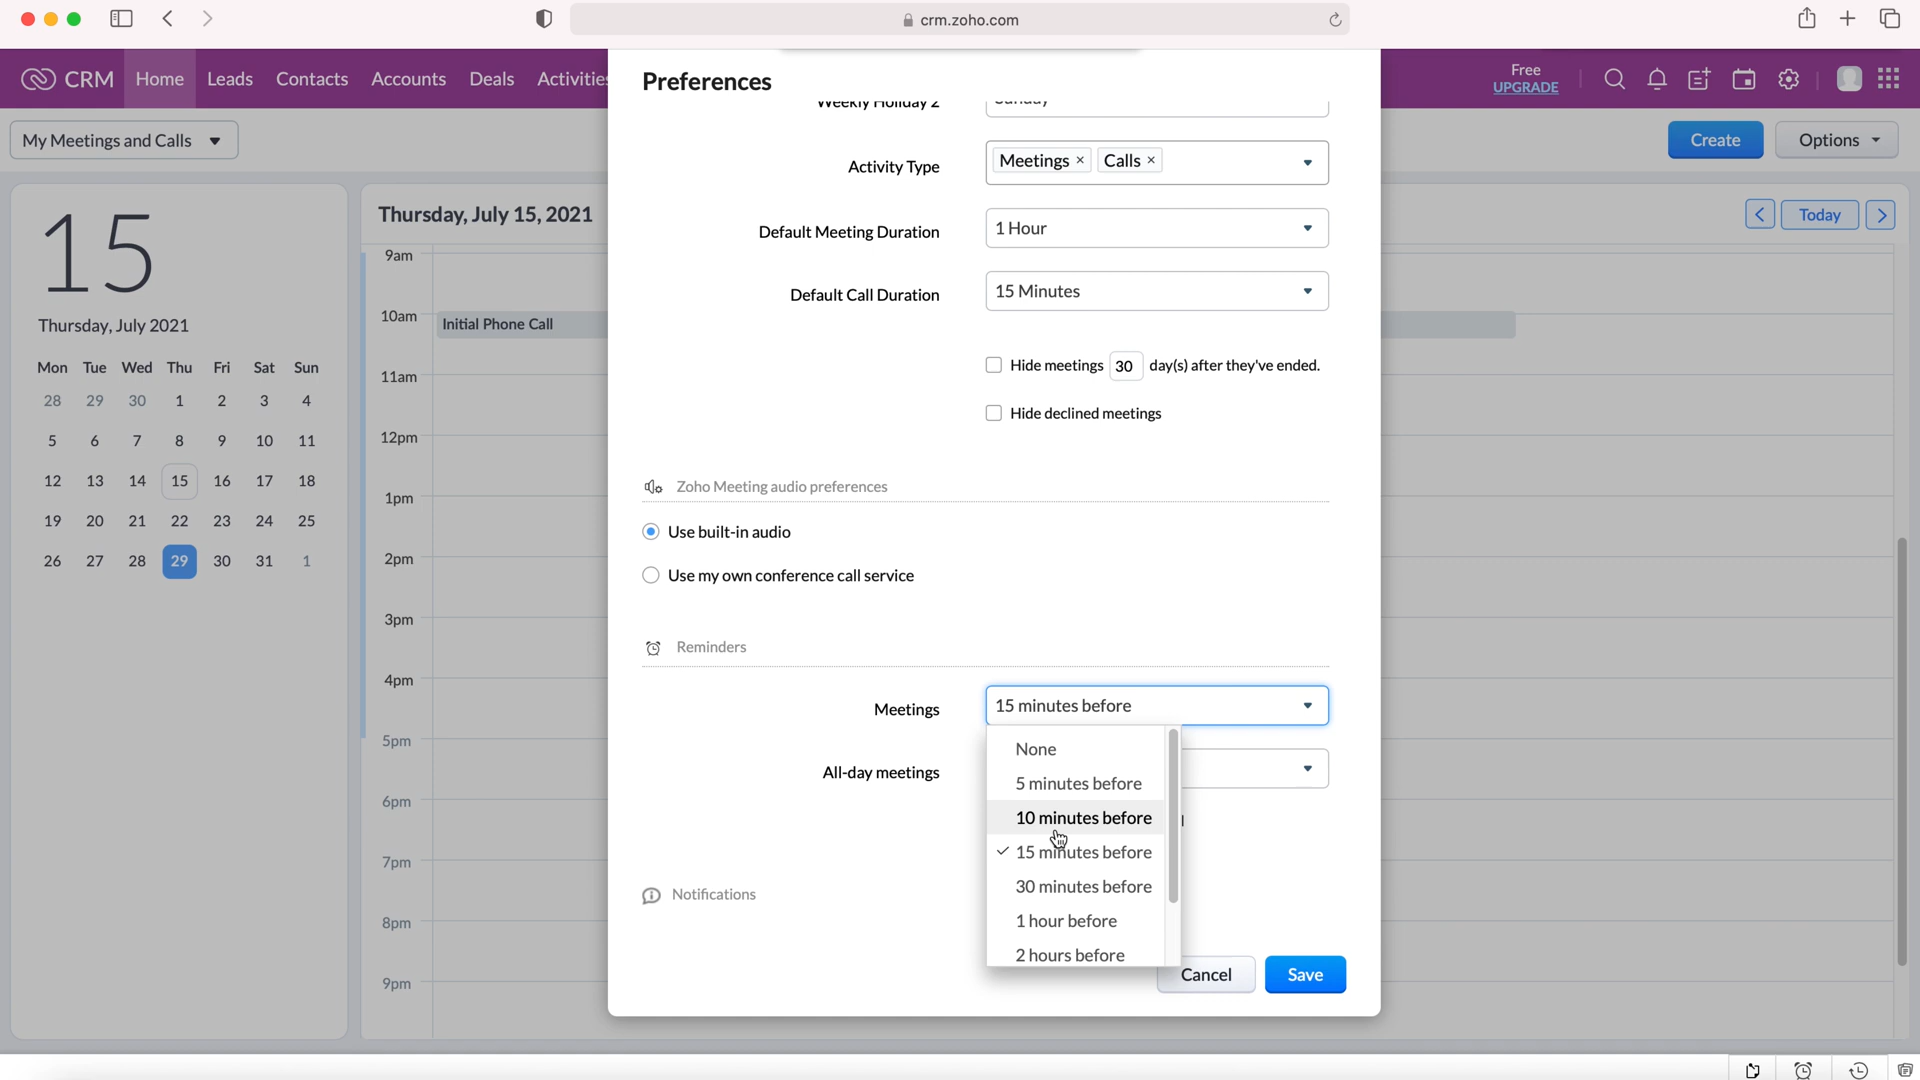 crm.zoho.com
CRM Home Leads Contacts Accounts Deals Activities
Free
UPGRADE
My Meetings and Calls
Create
Options
15
Thursday, July 2021
Mon Tue Wed Thu Fri Sat Sun
28 29 30 1 2 3 4
5 6 7 8 9 10 11
12 13 14 15 16 17 18
19 20 21 22 23 24 25
26 27 28 29 30 31 1
Thursday, July 15, 2021
Today
9am
10am Initial Phone Call
11am
12pm
1pm
2pm
3pm
4pm
5pm
6pm
7pm
8pm
9pm
Preferences
Weekly Holiday 2 Sunday
Activity Type Meetings × Calls ×
Default Meeting Duration 1 Hour
Default Call Duration 15 Minutes
Hide meetings 30 day(s) after they've ended.
Hide declined meetings
Zoho Meeting audio preferences
Use built-in audio
Use my own conference call service
Reminders
Meetings 15 minutes before
None
5 minutes before
10 minutes before
15 minutes before
30 minutes before
1 hour before
2 hours before
All-day meetings
Notifications
Cancel Save